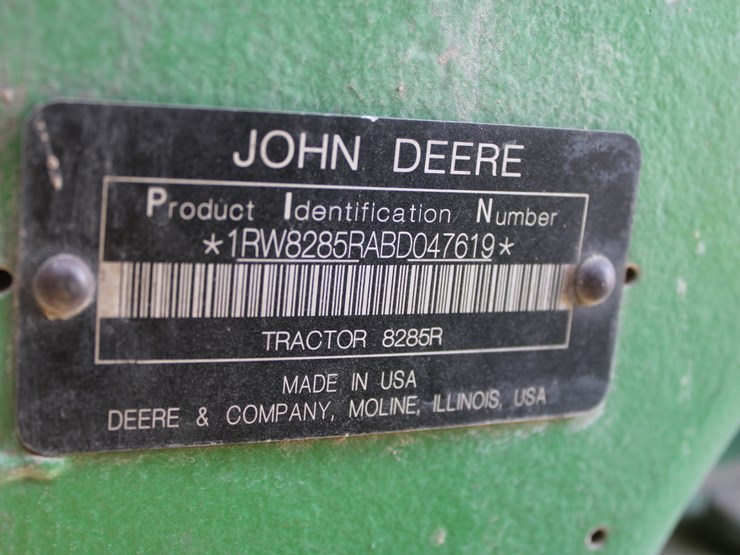 JOHN DEERE
Product Identification Number
*1RW8285RABD047619*
TRACTOR 8285R
MADE IN USA
DEERE & COMPANY, MOLINE, ILLINOIS, USA